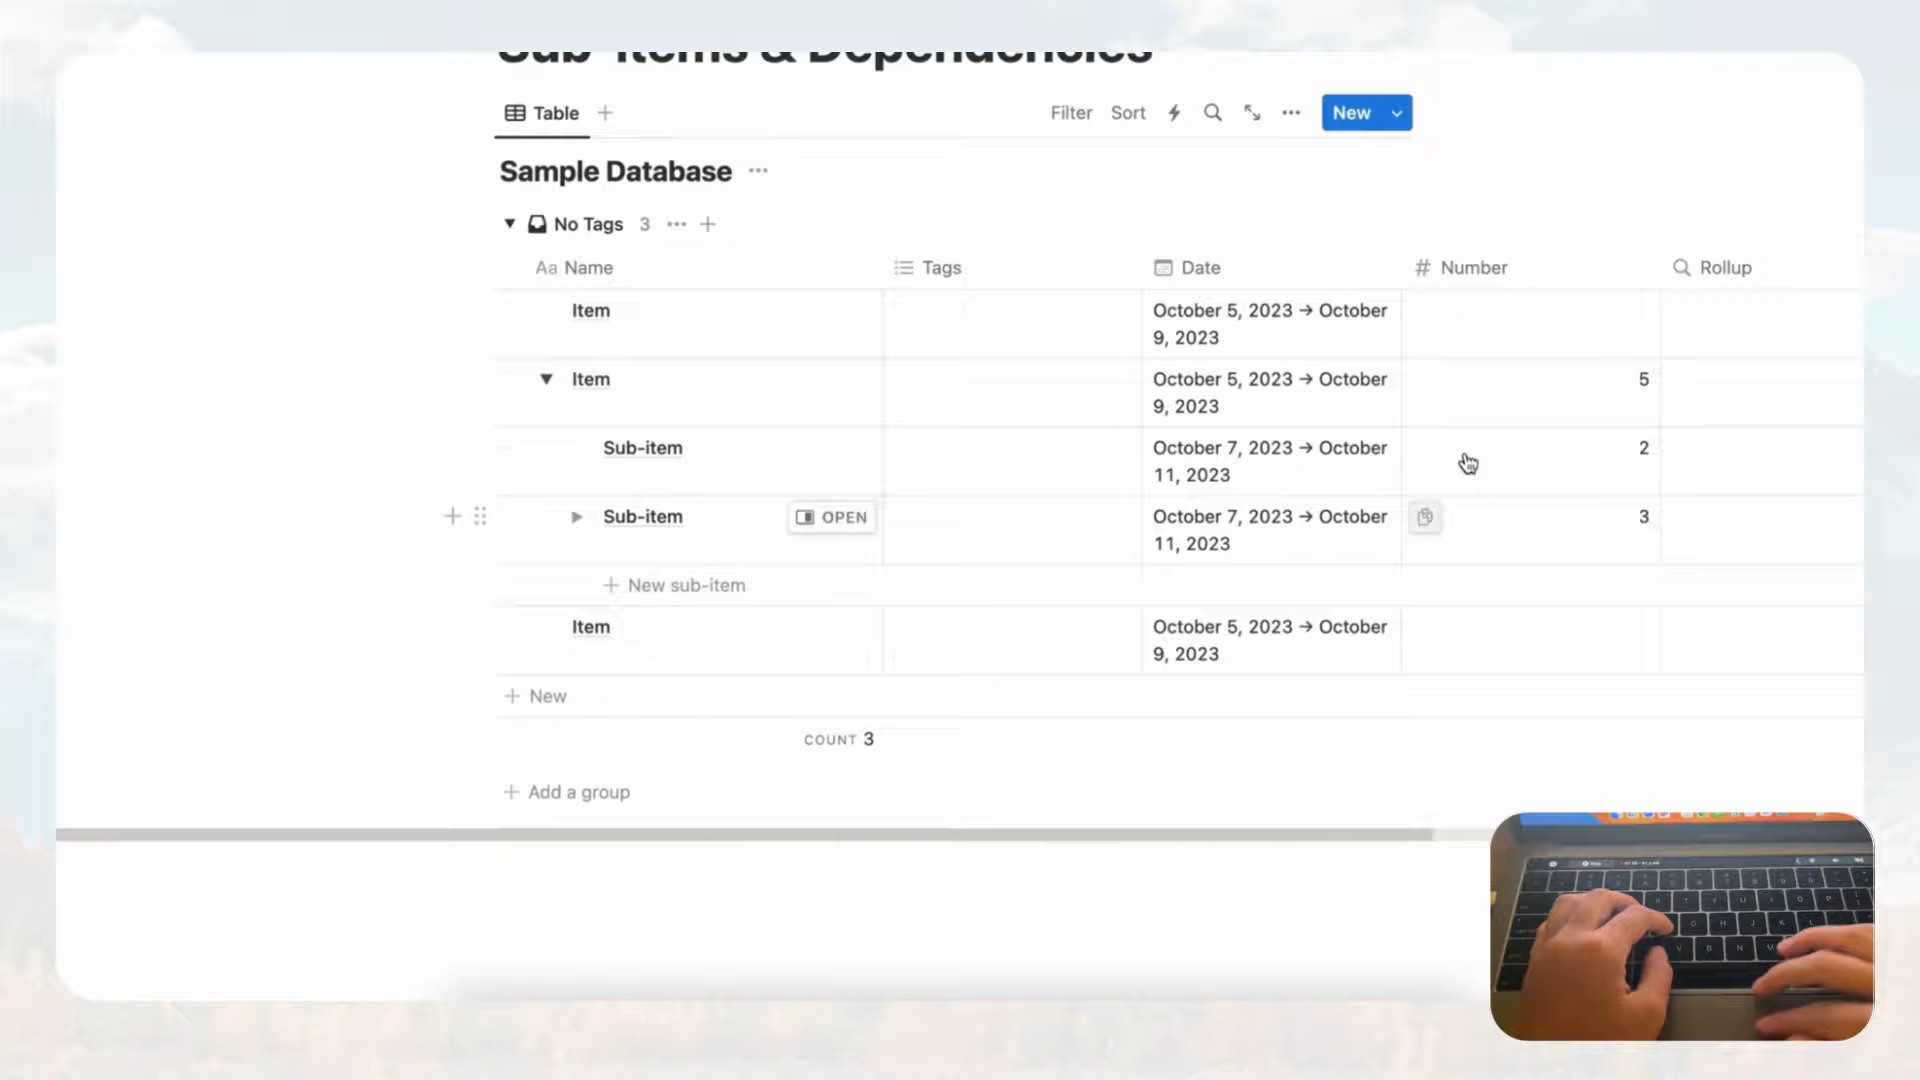 Sub-Items & Dependencies
Table
Filter Sort New
Sample Database
No Tags 3
Aa Name Tags Date # Number Rollup
Item October 5, 2023 → October
9, 2023
Item October 5, 2023 → October 5
9, 2023
Sub-item October 7, 2023 → October 2
11, 2023
Sub-item OPEN October 7, 2023 → October 3
11, 2023
+ New sub-item
Item October 5, 2023 → October
9, 2023
+ New
COUNT 3
+ Add a group